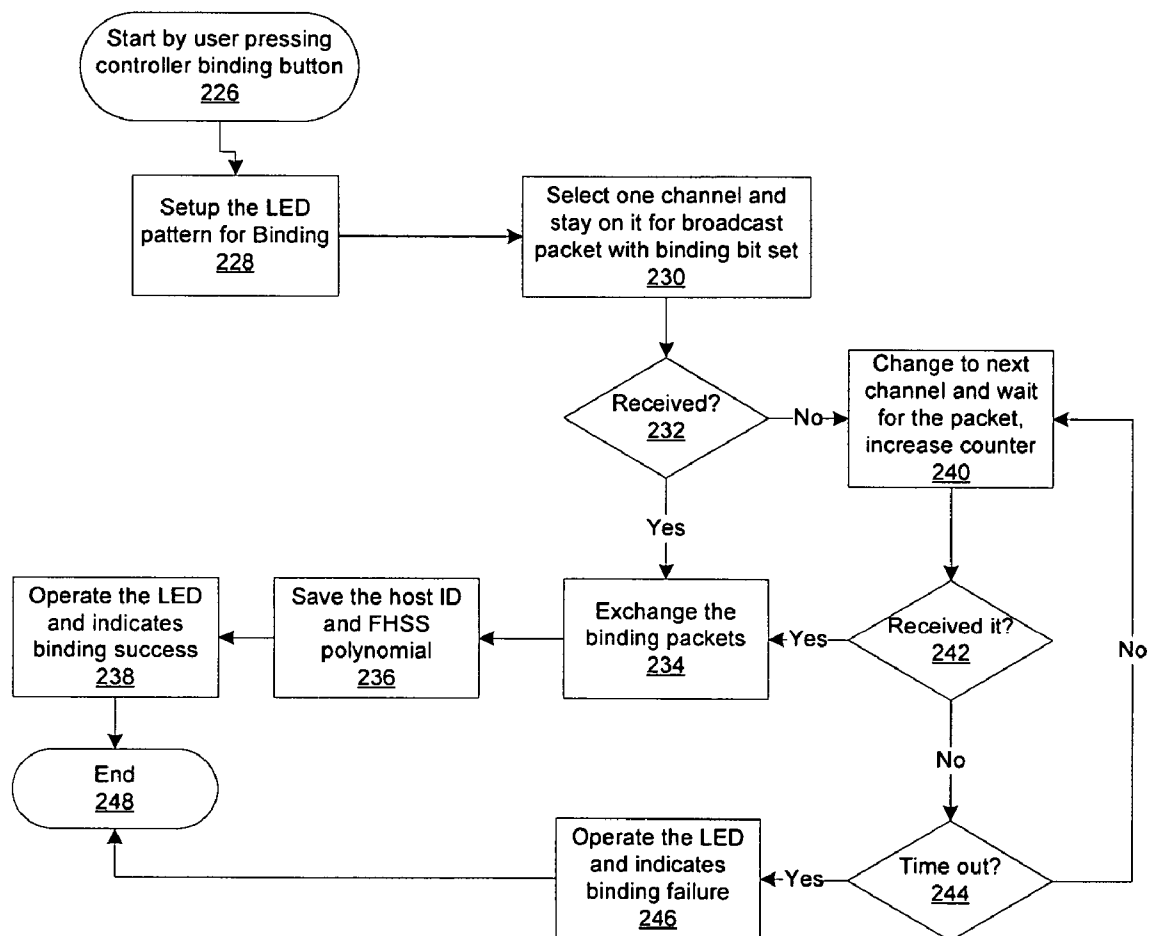 Start by user pressing
controller binding button
226
Setup the LED
pattern for Binding
228
Select one channel and
stay on it for broadcast
packet with binding bit set
230
Received?
232
No
Change to next
channel and wait
for the packet,
increase counter
240
Yes
Operate the LED
and indicates
binding success
238
Save the host ID
and FHSS
polynomial
236
Exchange the
binding packets
234
Yes
Received it?
242
No
No
End
248
Operate the LED
and indicates
binding failure
246
Yes
Time out?
244